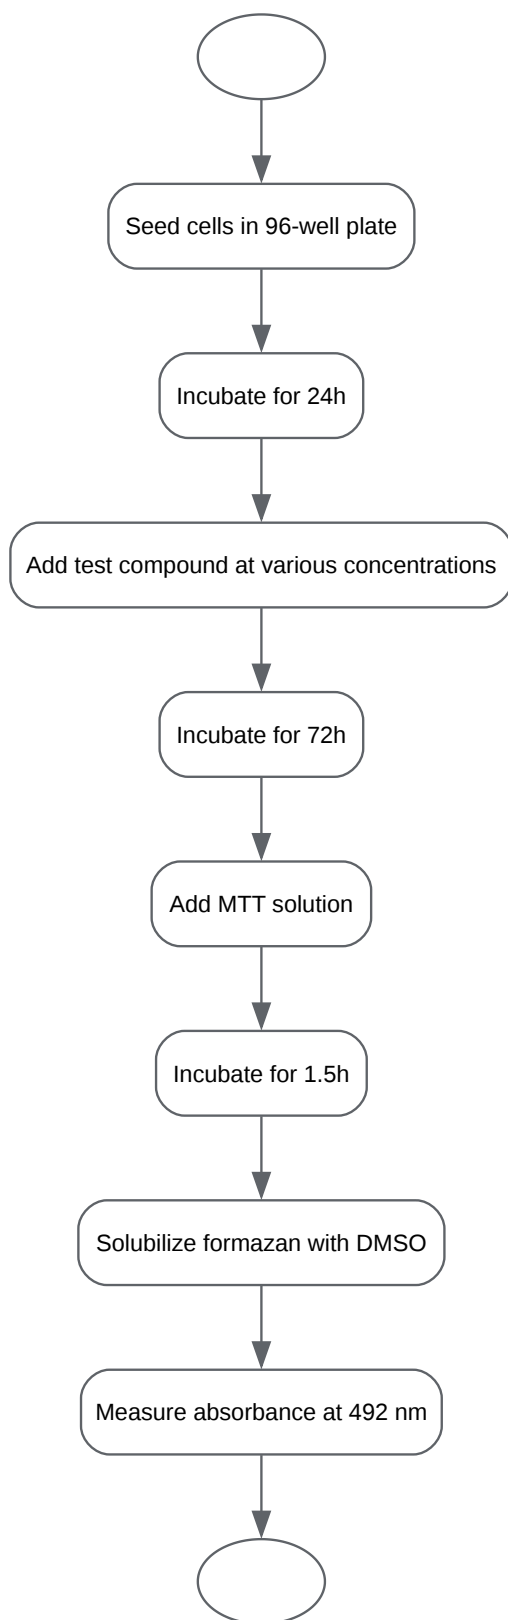 Seed cells in 96-well plate
Incubate for 24h
Add test compound at various concentrations
Incubate for 72h
Add MTT solution
Incubate for 1.5h
Solubilize formazan with DMSO
Measure absorbance at 492 nm